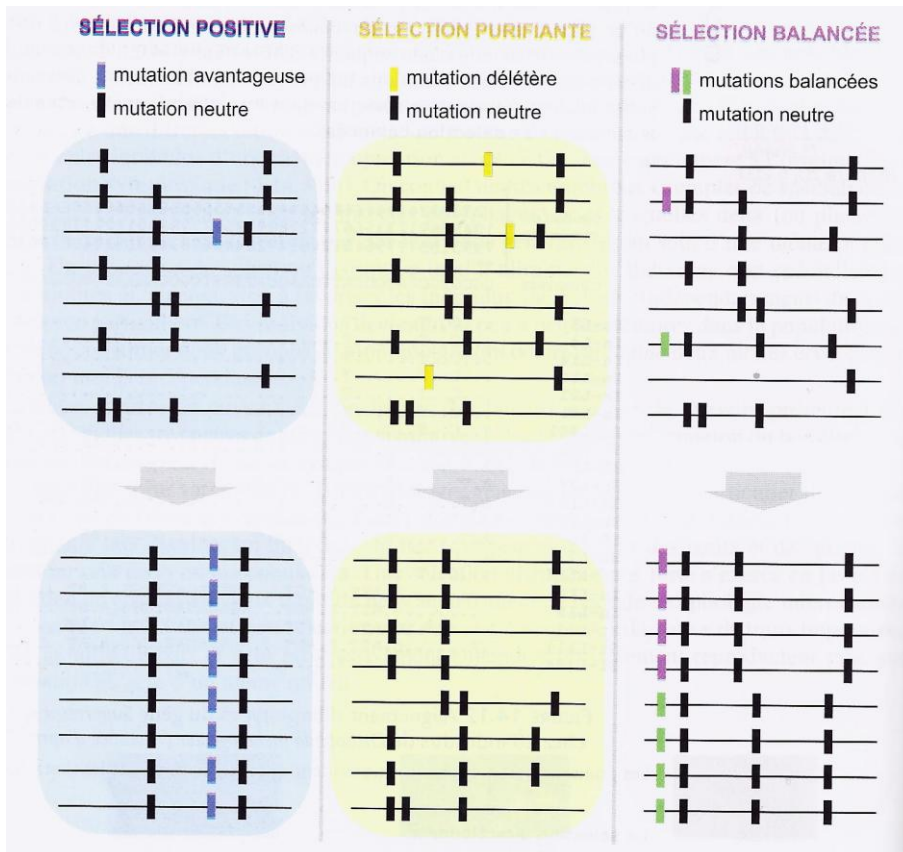 SÉLECTION POSITIVE
mutation avantageuse
mutation neutre
SÉLECTION PURIFIANTE
mutation délétère
mutation neutre
SÉLECTION BALANCÉE
mutations balancées
mutation neutre